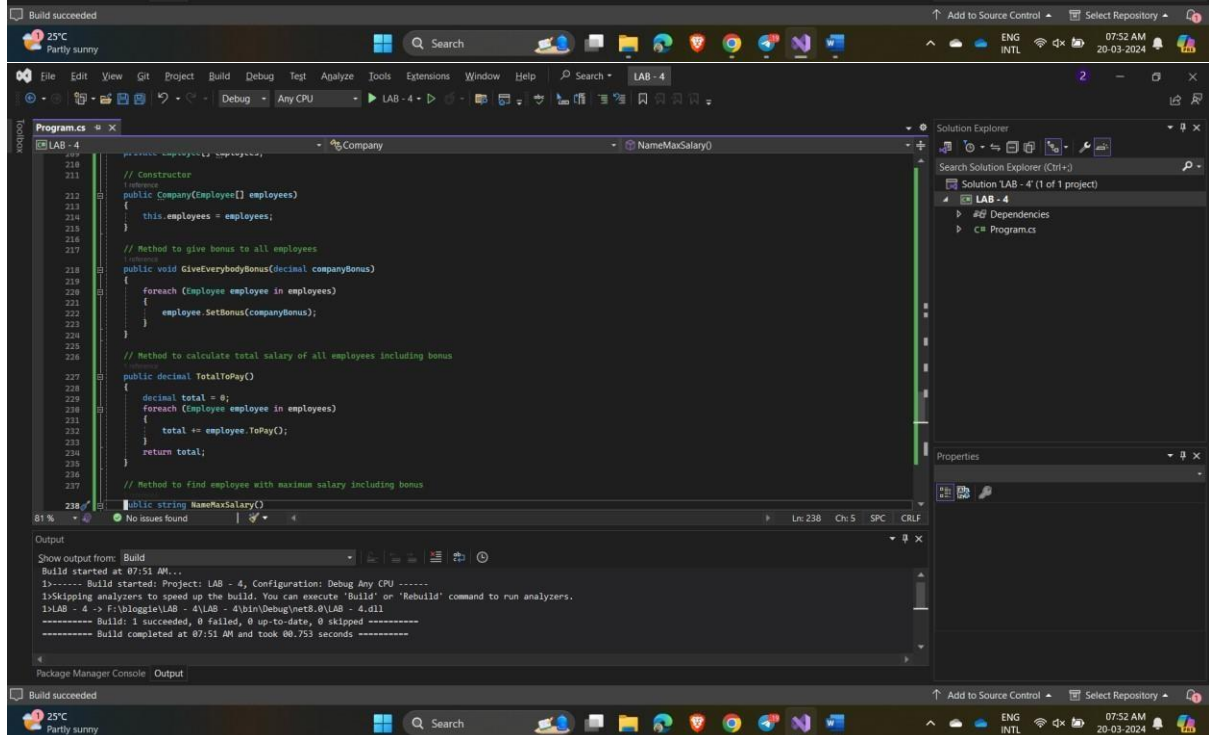 Build succeeded
Add to Source Control
Select Repository
25°C
Partly sunny
Search
ENG
INTL
07:52 AM
20-03-2024
File Edit View Git Project Build Debug Test Analyze Tools Extensions Window Help Search LAB - 4
2
Debug Any CPU LAB - 4
Toolbox
Program.cs
LAB - 4 Company NameMaxSalary()
210
211 // Constructor
1 reference
212 public Company(Employee[] employees)
213 {
214 this.employees = employees;
215 }
216
217 // Method to give bonus to all employees
1 reference
218 public void GiveEverybodyBonus(decimal companyBonus)
219 {
220 foreach (Employee employee in employees)
221 {
222 employee.SetBonus(companyBonus);
223 }
224 }
225
226 // Method to calculate total salary of all employees including bonus
1 reference
227 public decimal TotalToPay()
228 {
229 decimal total = 0;
230 foreach (Employee employee in employees)
231 {
232 total += employee.ToPay();
233 }
234 return total;
235 }
236
237 // Method to find employee with maximum salary including bonus
238 public string NameMaxSalary()
81 % No issues found Ln: 238 Ch: 5 SPC CRLF
Solution Explorer
Search Solution Explorer (Ctrl+;)
Solution 'LAB - 4' (1 of 1 project)
LAB - 4
Dependencies
C# Program.cs
Properties
Output
Show output from: Build
Build started at 07:51 AM...
1>------ Build started: Project: LAB - 4, Configuration: Debug Any CPU ------
1>Skipping analyzers to speed up the build. You can execute 'Build' or 'Rebuild' command to run analyzers.
1>LAB - 4 -> F:\bloggie\LAB - 4\LAB - 4\bin\Debug\net8.0\LAB - 4.dll
========== Build: 1 succeeded, 0 failed, 0 up-to-date, 0 skipped ==========
========== Build completed at 07:51 AM and took 00.753 seconds ==========
Package Manager Console Output
Build succeeded
Add to Source Control
Select Repository
25°C
Partly sunny
Search
ENG
INTL
07:52 AM
20-03-2024